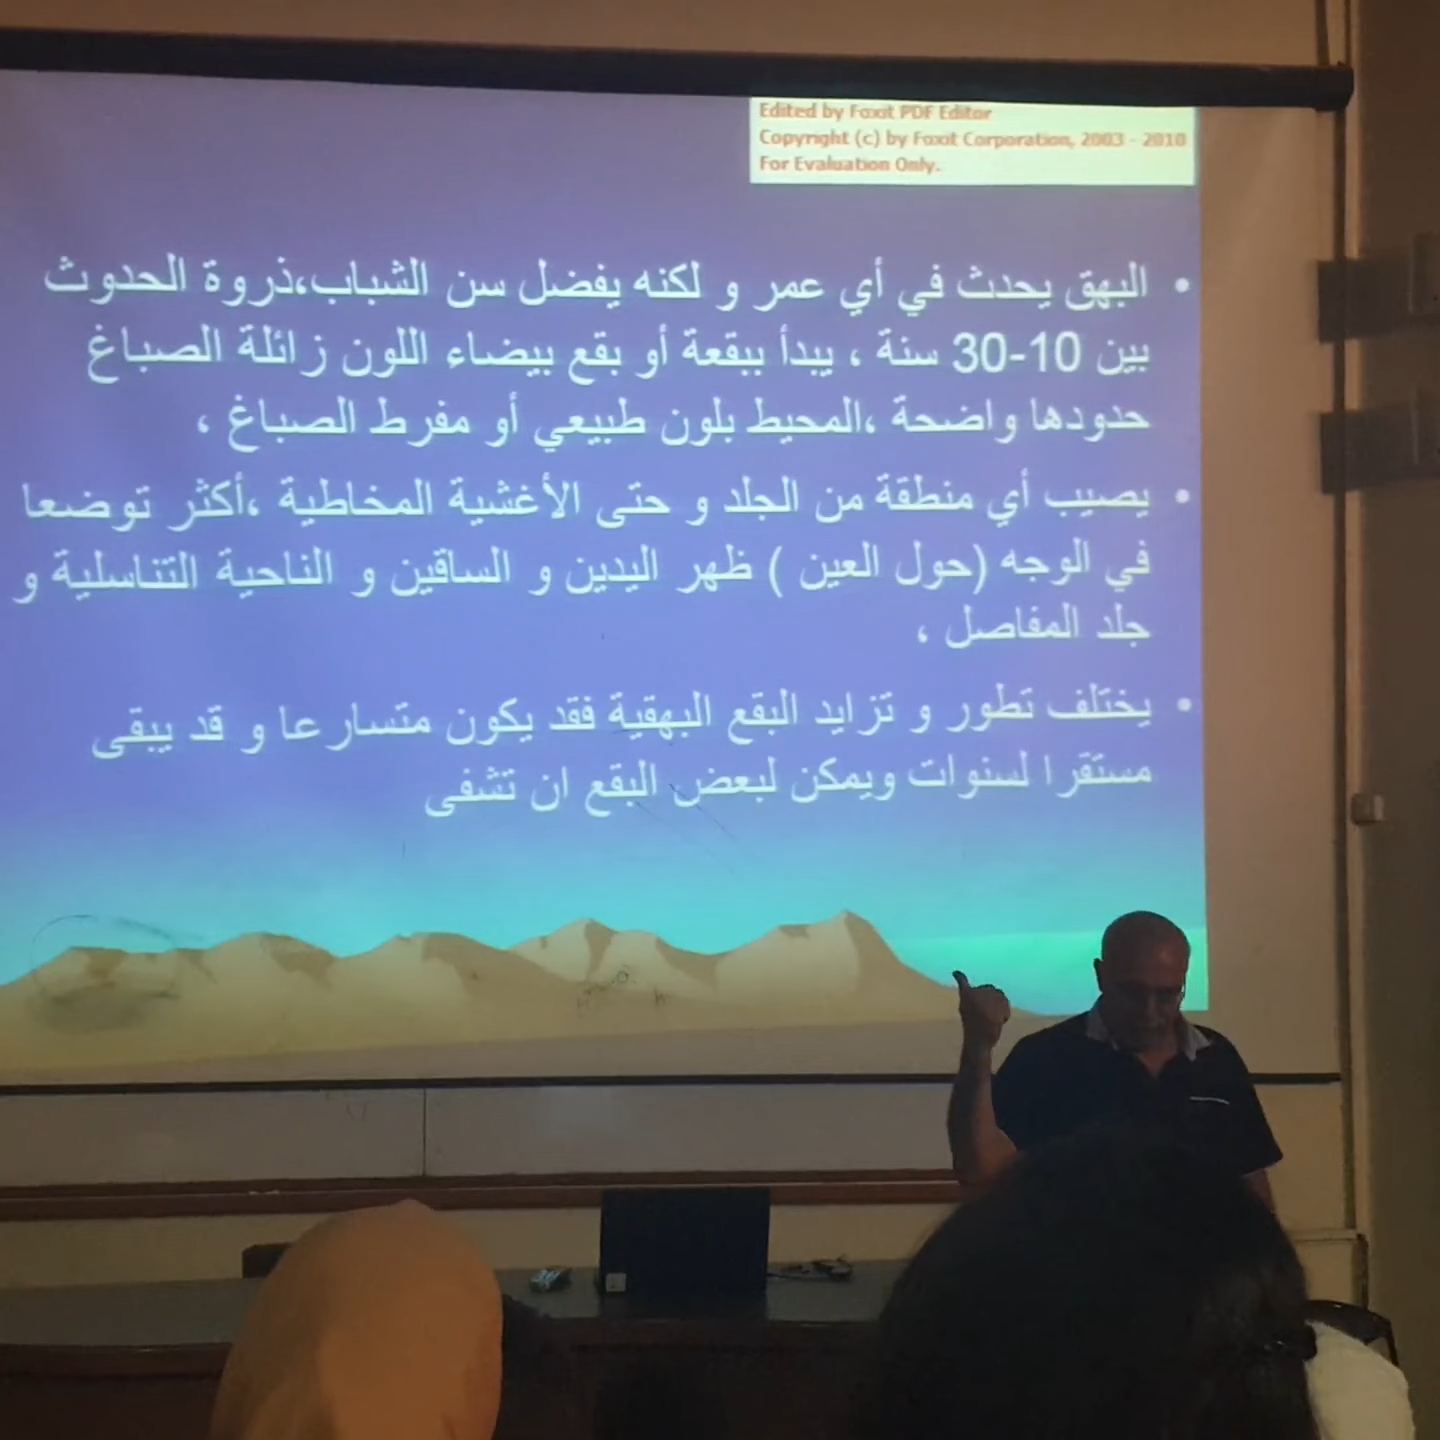 Edited by Foxit PDF Editor
Copyright (c) by Foxit Corporation, 2003 - 2010
For Evaluation Only.
• البهق يحدث في أي عمر و لكنه يفضل سن الشباب،ذروة الحدوث
بين 10-30 سنة ، يبدأ ببقعة أو بقع بيضاء اللون زائلة الصباغ
حدودها واضحة ،المحيط بلون طبيعي أو مفرط الصباغ ،
• يصيب أي منطقة من الجلد و حتى الأغشية المخاطية ،أكثر توضعا
في الوجه (حول العين ) ظهر اليدين و الساقين و الناحية التناسلية و
جلد المفاصل ،
• يختلف تطور و تزايد البقع البهقية فقد يكون متسارعا و قد يبقى
مستقرا لسنوات ويمكن لبعض البقع ان تشفى